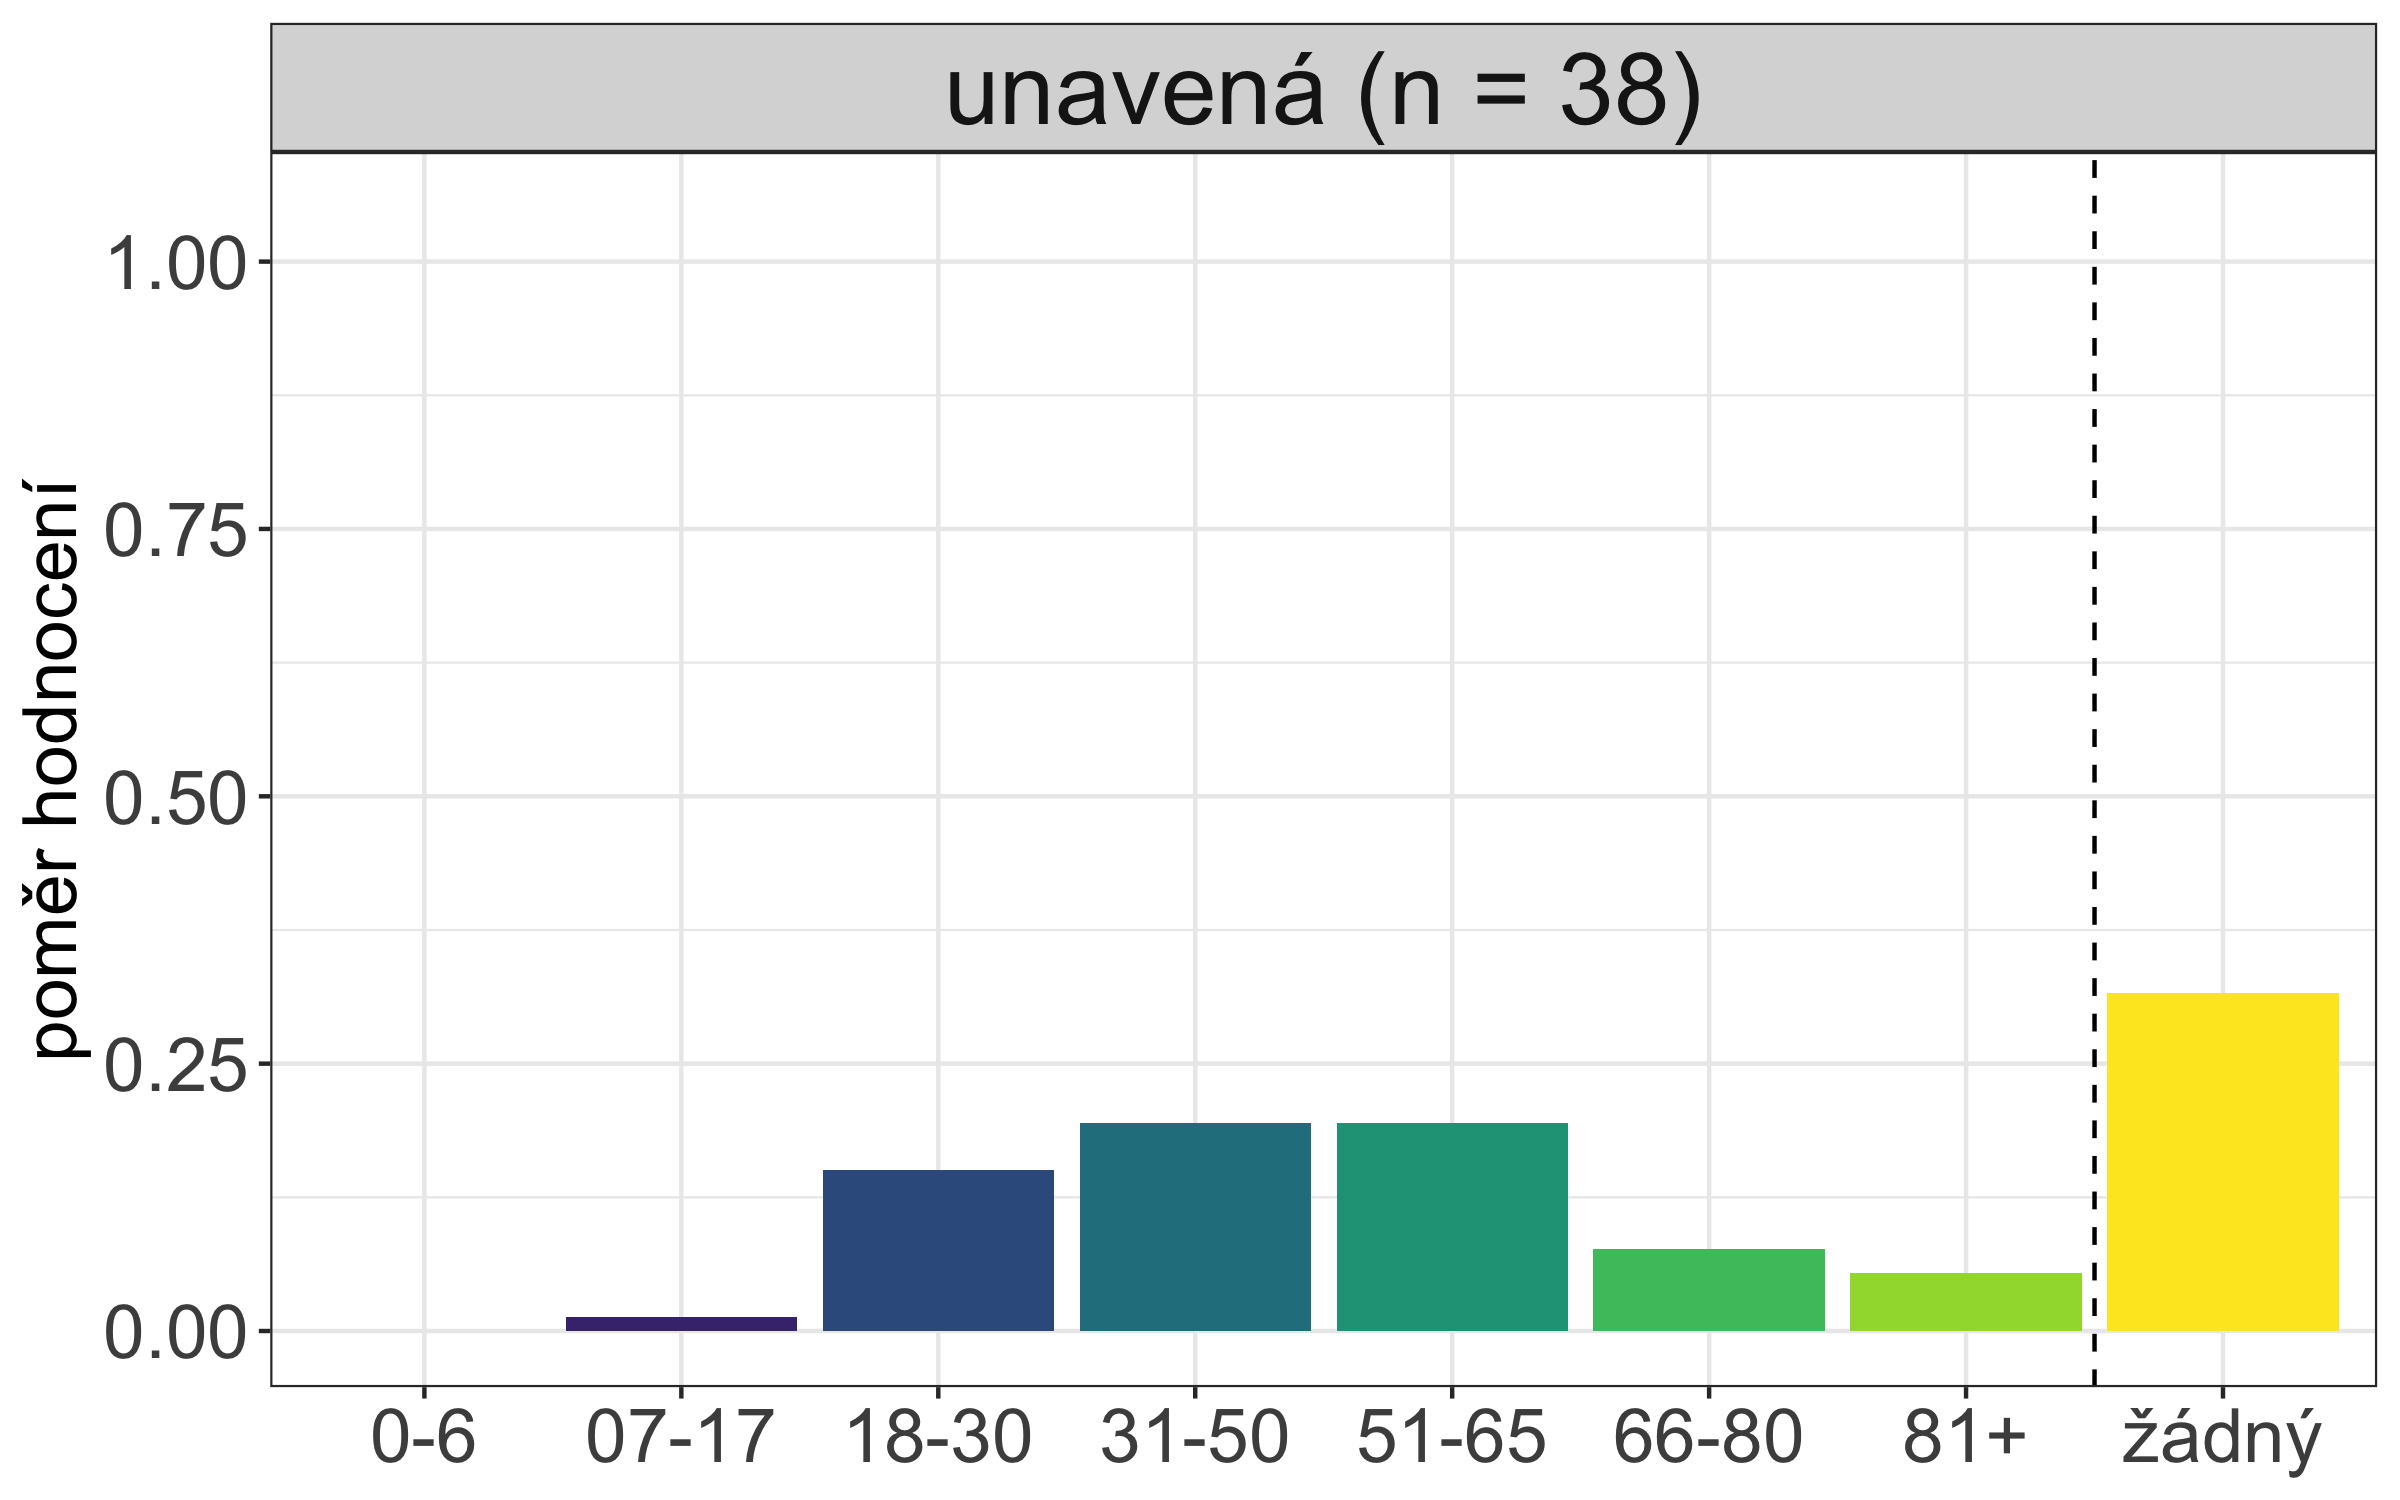 unavená (n = 38)
poměr hodnocení
1.00
0.75
0.50
0.25
0.00
0-6 07-17 18-30 31-50 51-65 66-80 81+ žádný